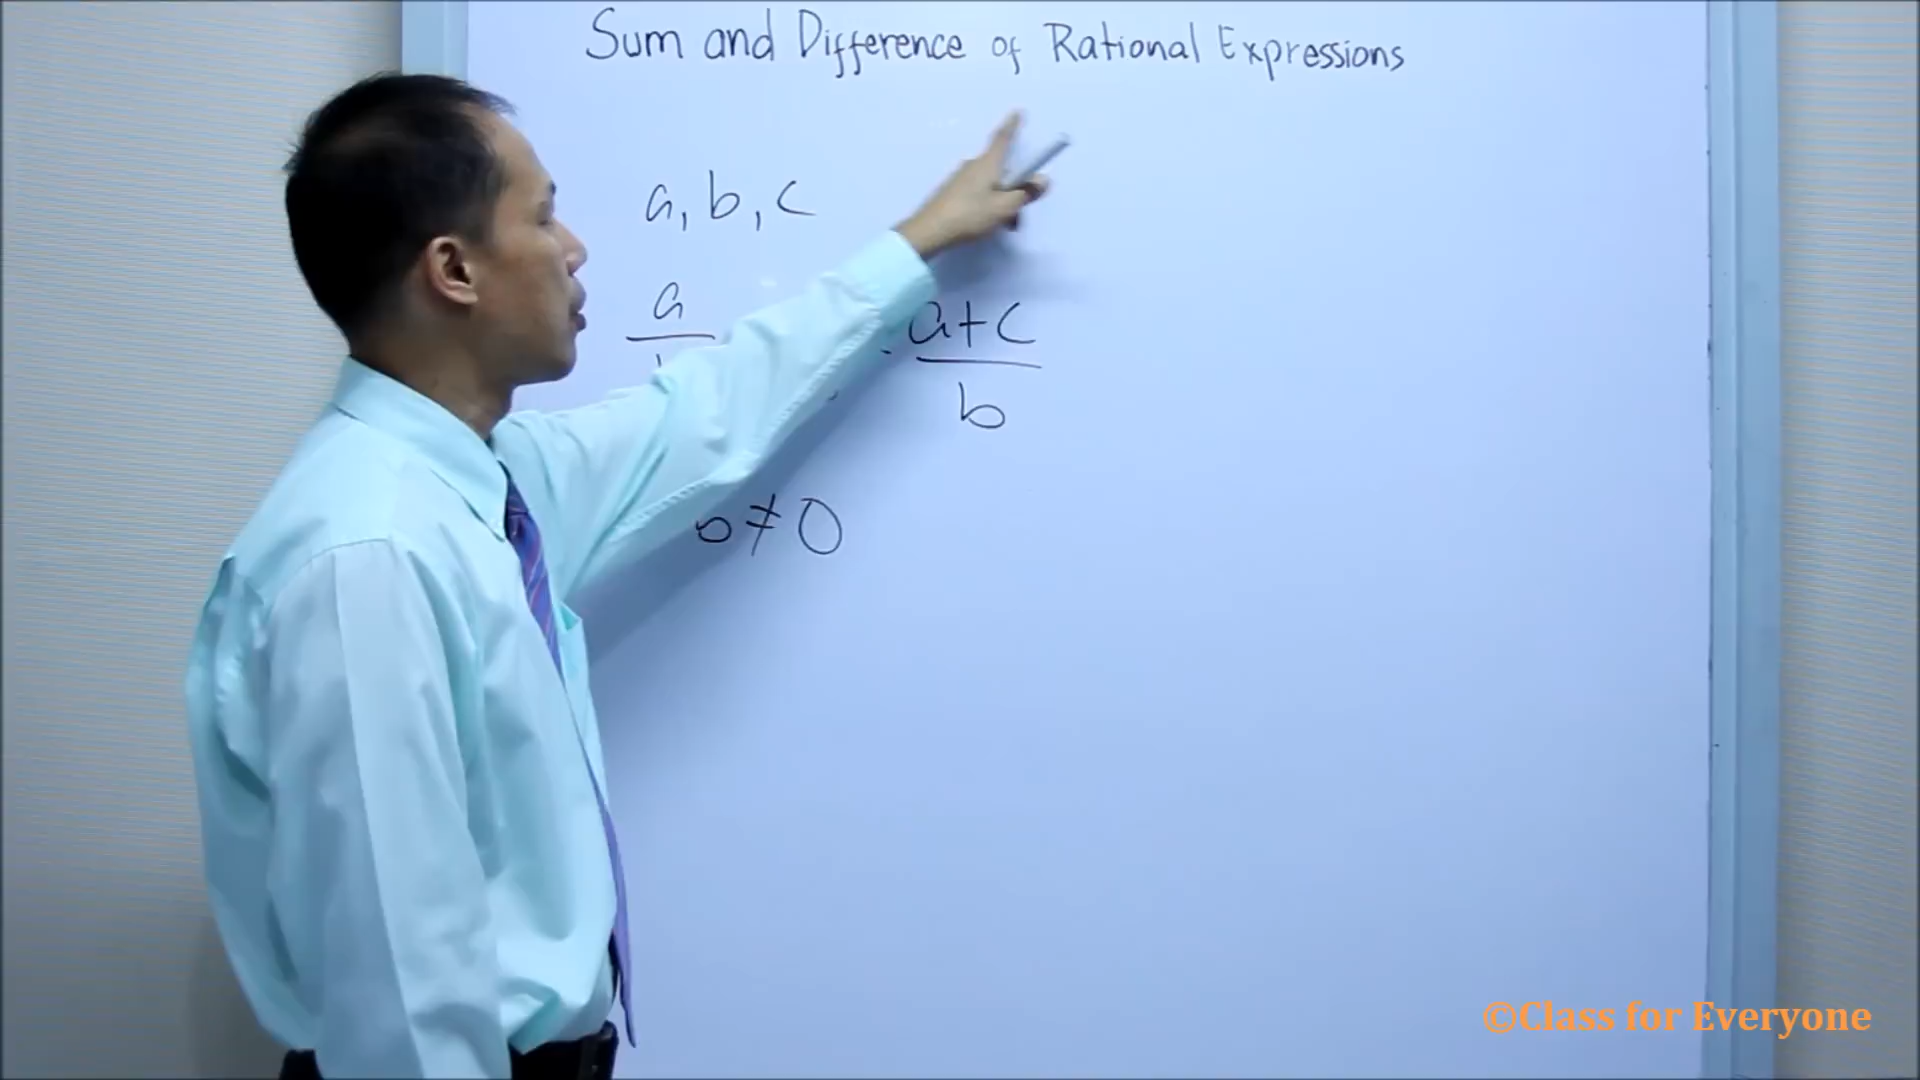 Sum and Difference of Rational Expressions
a, b, c
a
a+c
b
≠ 0
©Class for Everyone